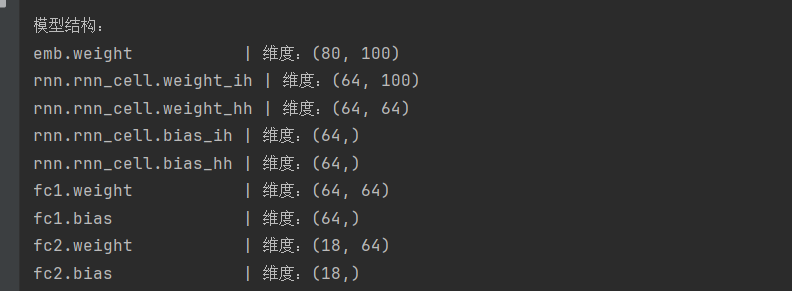 模型结构：
emb.weight | 维度：(80, 100)
rnn.rnn_cell.weight_ih | 维度：(64, 100)
rnn.rnn_cell.weight_hh | 维度：(64, 64)
rnn.rnn_cell.bias_ih | 维度：(64,)
rnn.rnn_cell.bias_hh | 维度：(64,)
fc1.weight | 维度：(64, 64)
fc1.bias | 维度：(64,)
fc2.weight | 维度：(18, 64)
fc2.bias | 维度：(18,)